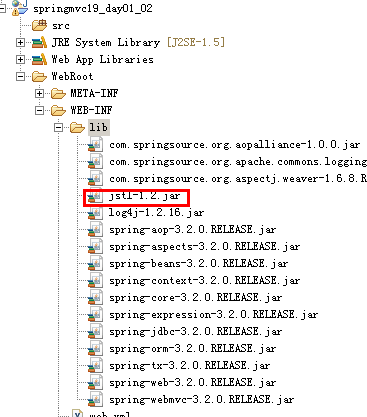 springmvc19_day01_02
src
JRE System Library [J2SE-1.5]
Web App Libraries
WebRoot
META-INF
WEB-INF
lib
com.springsource.org.aopalliance-1.0.0.jar
com.springsource.org.apache.commons.logging
com.springsource.org.aspectj.weaver-1.6.8.R
jstl-1.2.jar
log4j-1.2.16.jar
spring-aop-3.2.0.RELEASE.jar
spring-aspects-3.2.0.RELEASE.jar
spring-beans-3.2.0.RELEASE.jar
spring-context-3.2.0.RELEASE.jar
spring-core-3.2.0.RELEASE.jar
spring-expression-3.2.0.RELEASE.jar
spring-jdbc-3.2.0.RELEASE.jar
spring-orm-3.2.0.RELEASE.jar
spring-tx-3.2.0.RELEASE.jar
spring-web-3.2.0.RELEASE.jar
spring-webmvc-3.2.0.RELEASE.jar
web.xml